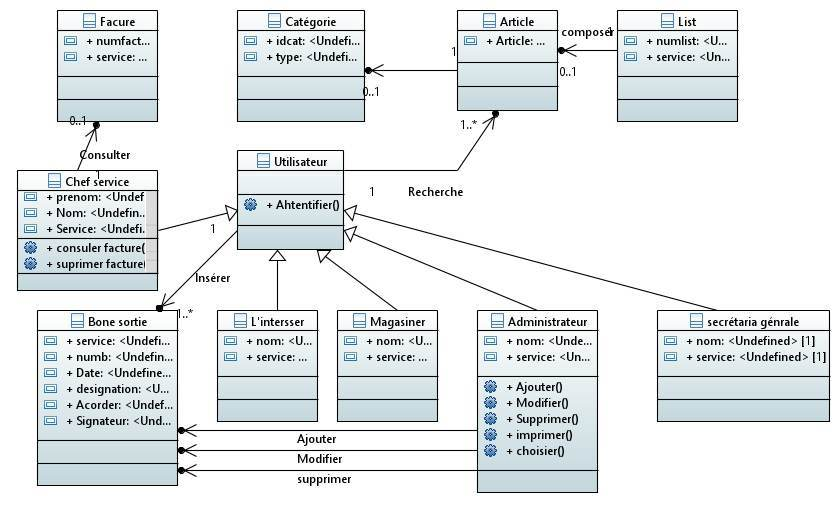 Facure
+ numfact...
+ service: ...
Catégorie
+ idcat: <Undefi...
+ type: <Undefin...
Article
+ Article: ...
List
+ numlist: <U...
+ service: <Un...
composer
1
0..1
1
0..1
0..1
Consulter
1
1..*
Recherche
1
Chef service
+ prenom: <Undef
+ Nom: <Undefin..
+ Service: <Undefi.
+ consuler facture(
+ suprimer facture(
Utilisateur
+ Ahtentifier()
1
Insérer
1..*
Bone sortie
+ service: <Undefi...
+ numb: <Undefin...
+ Date: <Undefine...
+ designation: <U...
+ Acorder: <Undef...
+ Signateur: <Und...
L'intersser
+ nom: <U...
+ service: ...
Magasiner
+ nom: <U...
+ service: ...
Administrateur
+ nom: <Unde...
+ service: <Un...
+ Ajouter()
+ Modifier()
+ Supprimer()
+ imprimer()
+ choisier()
secrétaria génrale
+ nom: <Undefined> [1]
+ service: <Undefined> [1]
Ajouter
Modifier
supprimer